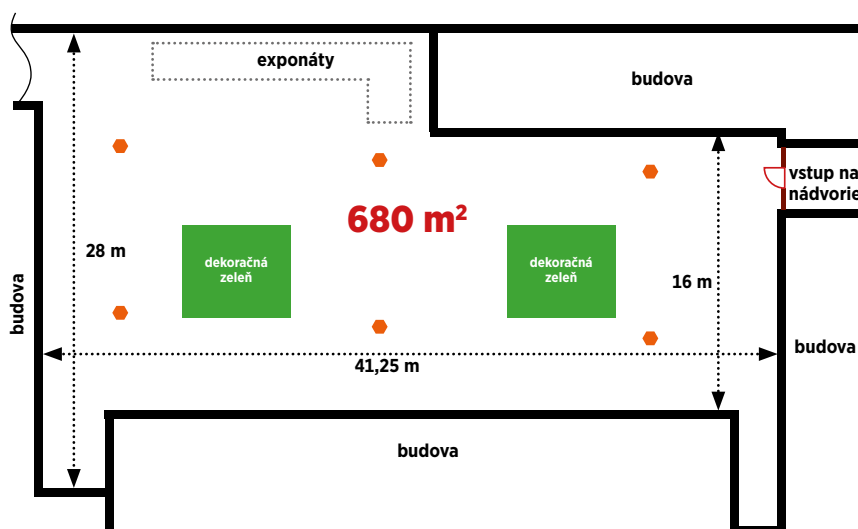 exponáty
budova
vstup na
nádvorie
680 m²
28 m
dekoračná
zeleň
dekoračná
zeleň
16 m
budova
41,25 m
budova
budova